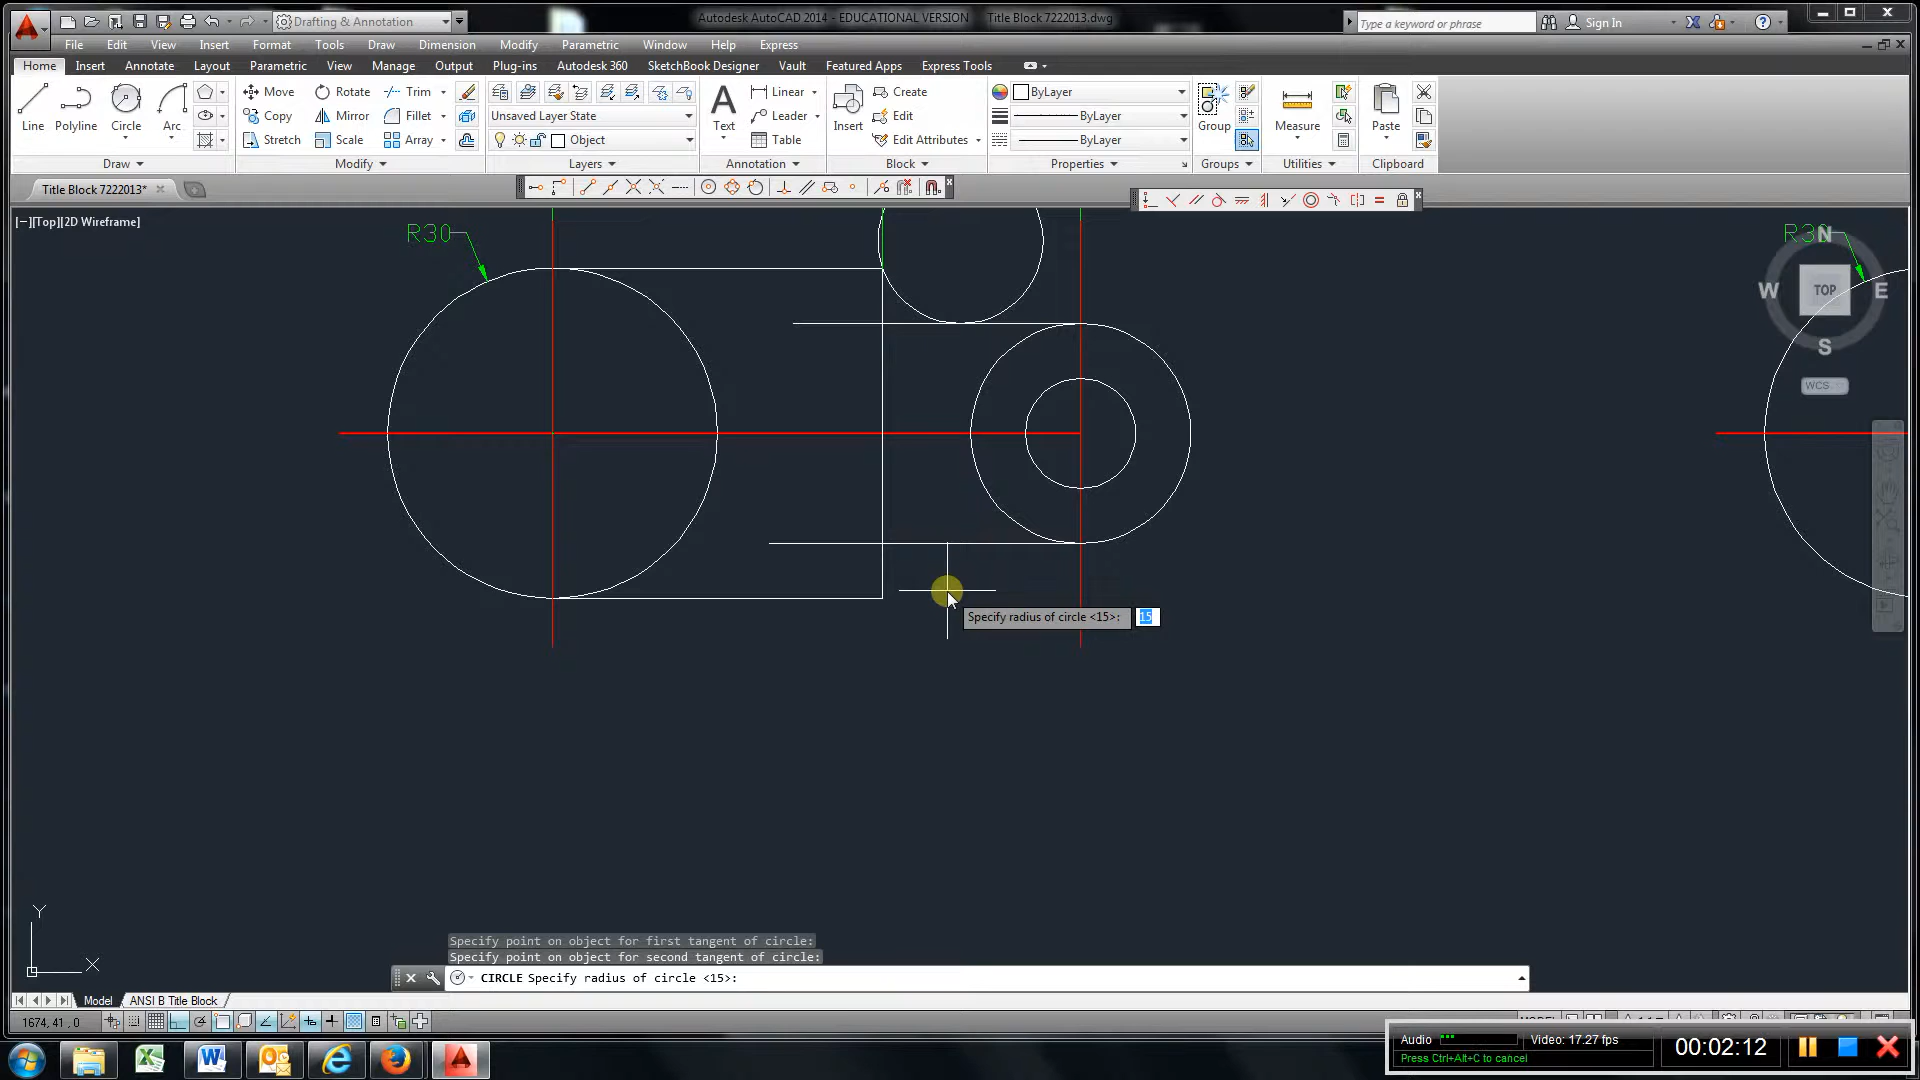 Drafting & Annotation
Autodesk AutoCAD 2014 - EDUCATIONAL VERSION    Title Block 7222013.dwg
Type a keyword or phrase
Sign In
File Edit View Insert Format Tools Draw Dimension Modify Parametric Window Help Express
Home Insert Annotate Layout Parametric View Manage Output Plug-ins Autodesk 360 SketchBook Designer Vault Featured Apps Express Tools
Move Rotate Trim
Linear Create ByLayer
Copy Mirror Fillet
Unsaved Layer State
Leader Edit ByLayer
Line Polyline Circle Arc
Text Insert Group Measure Paste
Stretch Scale Array
Object
Table Edit Attributes ByLayer
Draw Modify Layers Annotation Block Properties Groups Utilities Clipboard
Title Block 7222013*
[−][Top][2D Wireframe]
R30
R30
N
W TOP E
S
WCS
Specify radius of circle <15>: 15
Y
X
Specify point on object for first tangent of circle:
Specify point on object for second tangent of circle:
CIRCLE Specify radius of circle <15>:
Model ANSI B Title Block
1674, 41 , 0
Audio Video: 17.27 fps
Press Ctrl+Alt+C to cancel
00:02:12